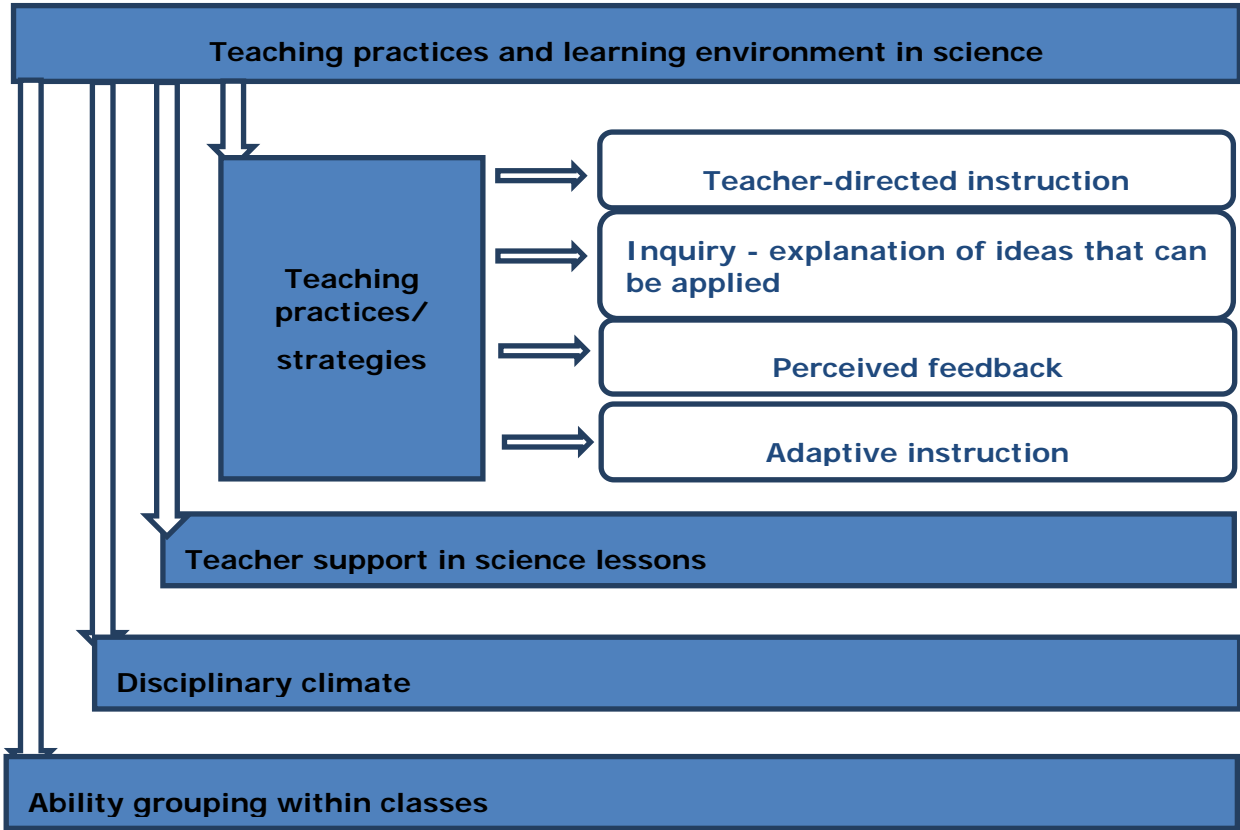 Teaching practices and learning environment in science
Teaching
practices/
strategies
Teacher-directed instruction
Inquiry - explanation of ideas that can
be applied
Perceived feedback
Adaptive instruction
Teacher support in science lessons
Disciplinary climate
Ability grouping within classes